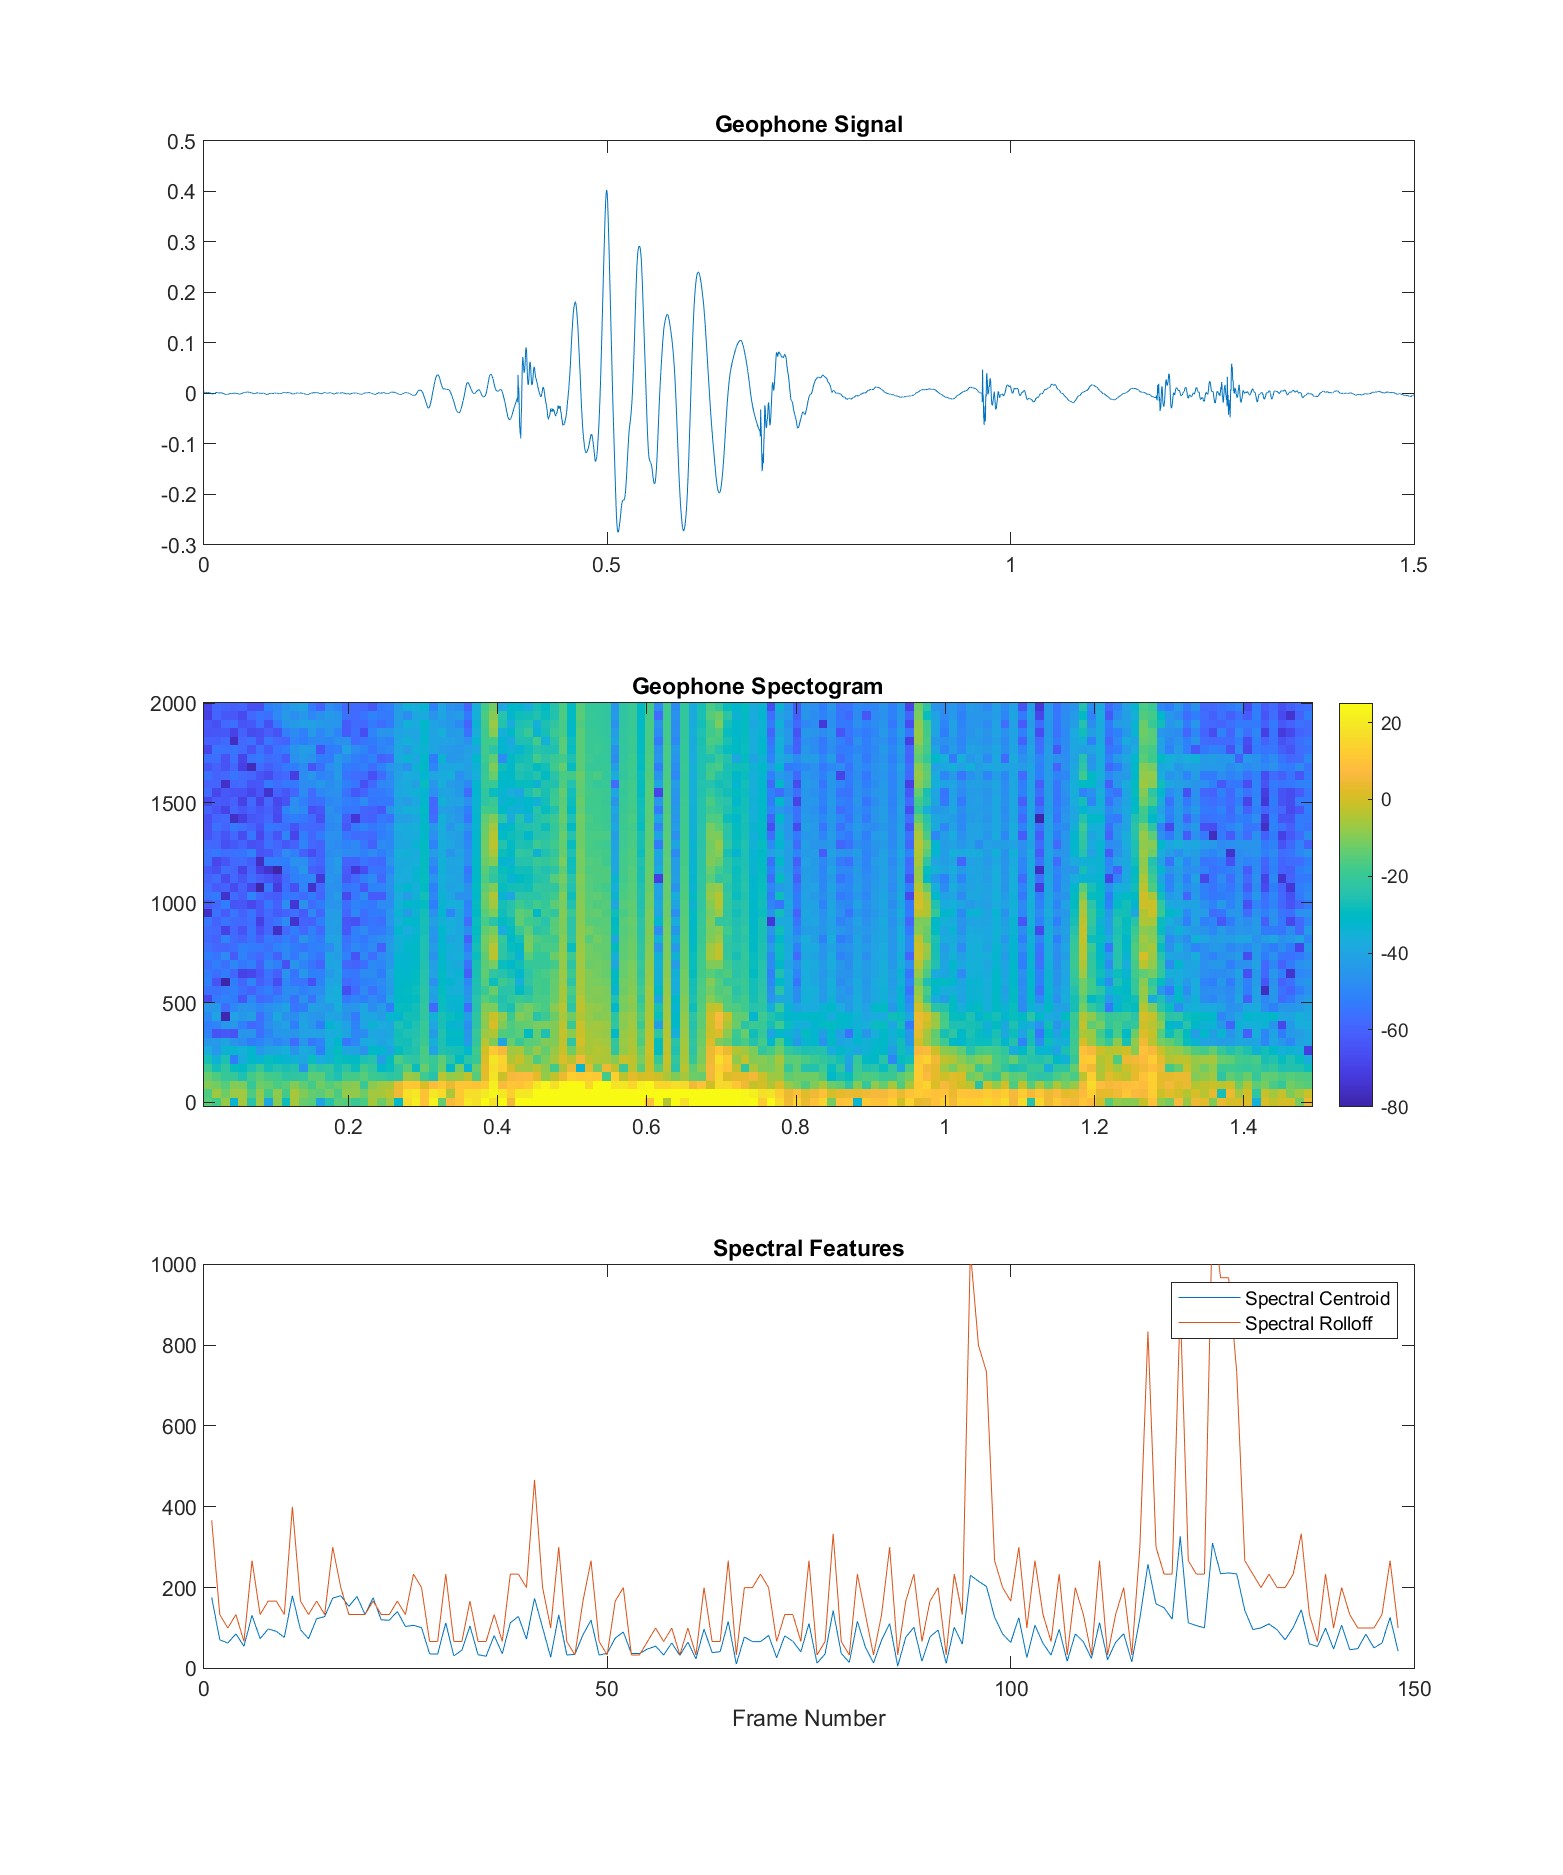 Geophone Signal
0.5
0.4
0.3
0.2
0.1
0
-0.1
-0.2
-0.3
0 0.5 1 1.5
Geophone Spectogram
2000
1500
1000
500
0
20
0
-20
-40
-60
-80
0.2 0.4 0.6 0.8 1 1.2 1.4
Spectral Features
1000
800
600
400
200
0
Spectral Centroid
Spectral Rolloff
0 50 100 150
Frame Number